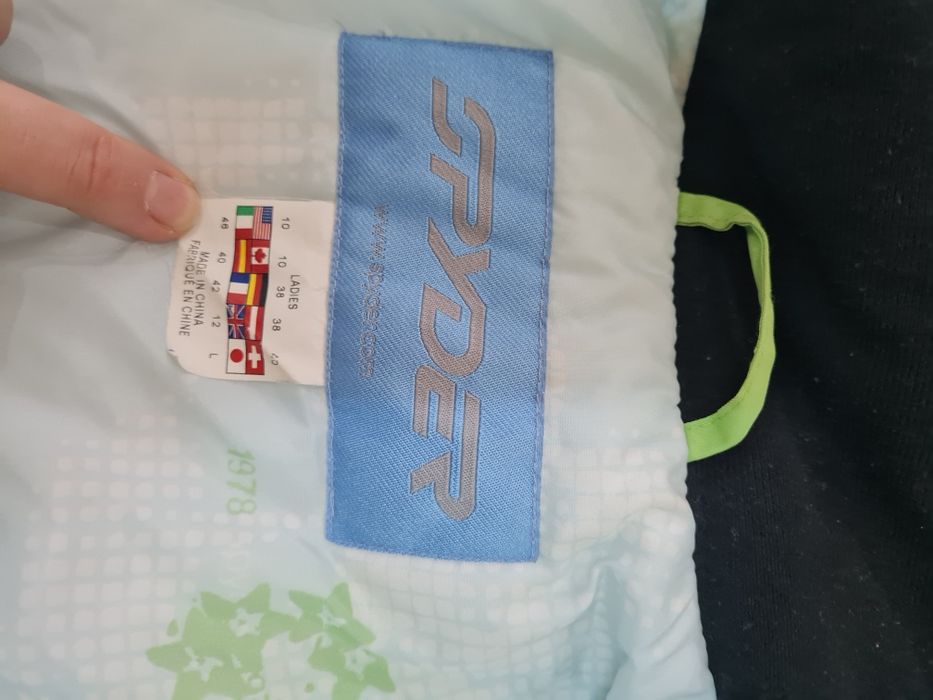 SPYDER
www.spyder.com
LADIES
10 10 38 38 40
46 40 42 12 L
MADE IN CHINA
FABRIQUE EN CHINE
1978